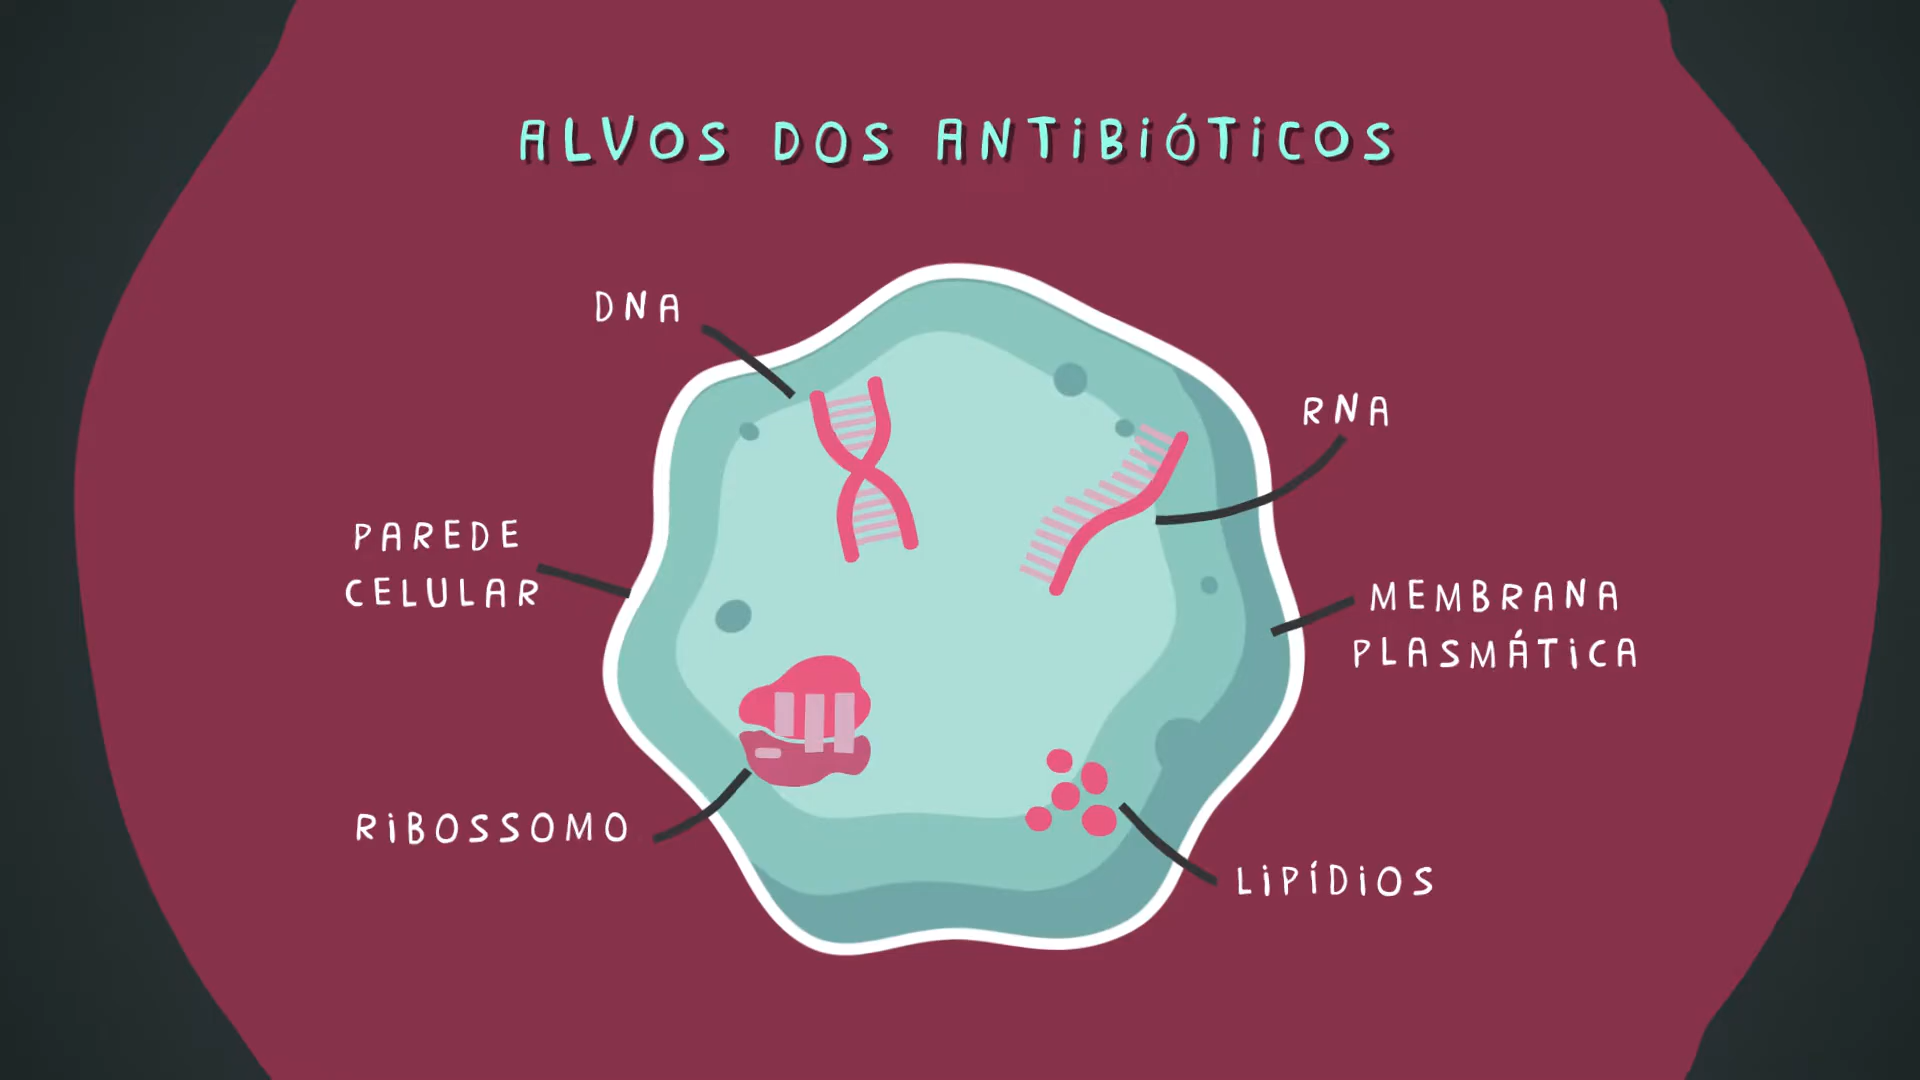 ALVOS DOS ANTIBIÓTICOS
DNA
RNA
PAREDE
CELULAR
MEMBRANA
PLASMÁTICA
RIBOSSOMO
LIPÍDIOS